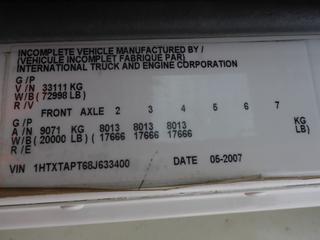 INCOMPLETE VEHICLE MANUFACTURED BY/
(VEHICULE INCOMPLET FABRIQUE PAR)
INTERNATIONAL TRUCK AND ENGINE CORPORATION
G/P
V/N 33111 KG
W/B( 72998 LB)
R/V
FRONT AXLE 2 3 4 5 6 7
G/P
A/N 9071 KG 8013 8013 8013 KG
W/B( 20000 LB) ( 17666 17666 17666 LB)
R/E
VIN 1HTXTAPT68J633400 DATE 05-2007